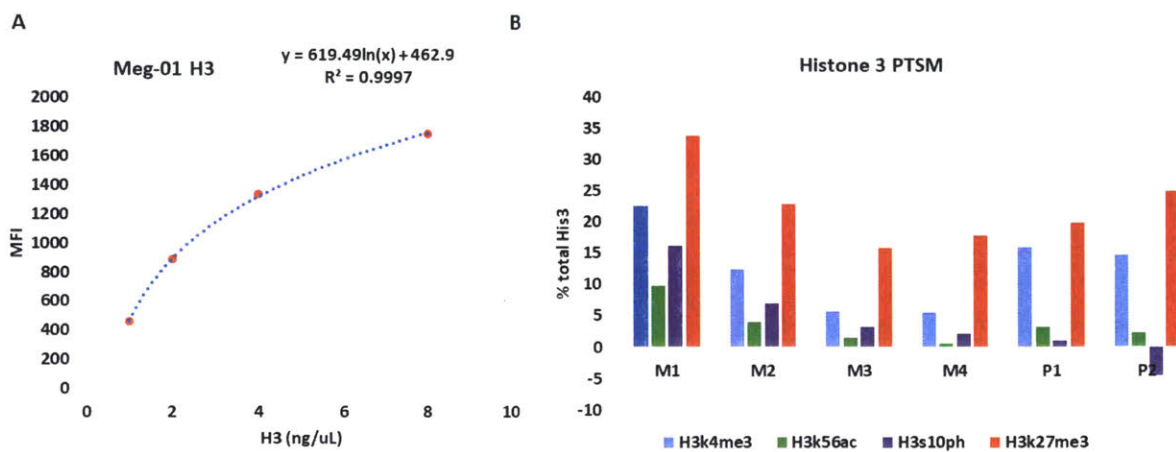 A
Meg-01 H3
y = 619.49ln(x) + 462.9
R² = 0.9997
2000
1800
1600
1400
1200
1000
800
600
400
200
0
MFI
0 2 4 6 8 10
H3 (ng/uL)
B
Histone 3 PTSM
40
35
30
25
20
15
10
5
0
-5
-10
% total His3
M1 M2 M3 M4 P1 P2
H3k4me3 H3k56ac H3s10ph H3k27me3